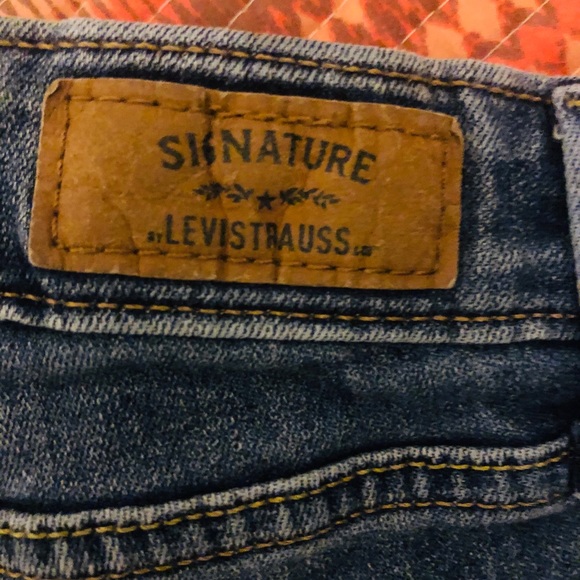 SIGNATURE
BY LEVI STRAUSS & CO